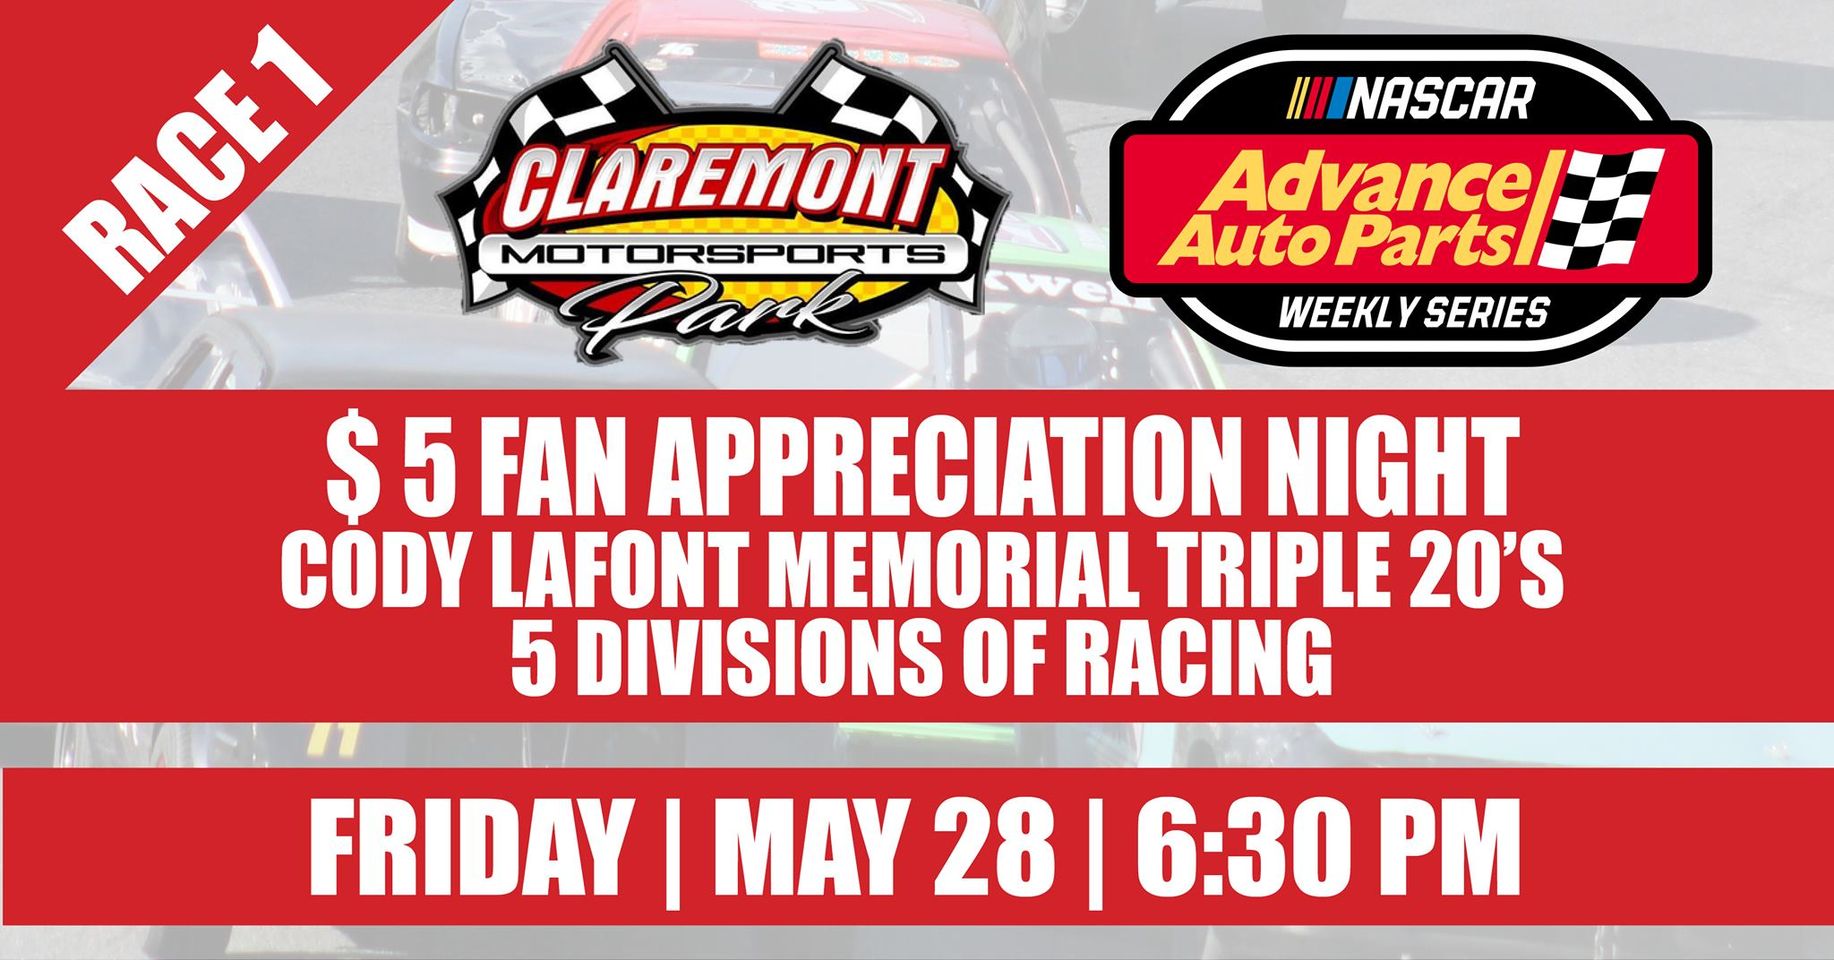 RACE 1
CLAREMONT
MOTORSPORTS
Park
NASCAR
Advance
Auto Parts
WEEKLY SERIES
$ 5 FAN APPRECIATION NIGHT
CODY LAFONT MEMORIAL TRIPLE 20'S
5 DIVISIONS OF RACING
FRIDAY | MAY 28 | 6:30 PM